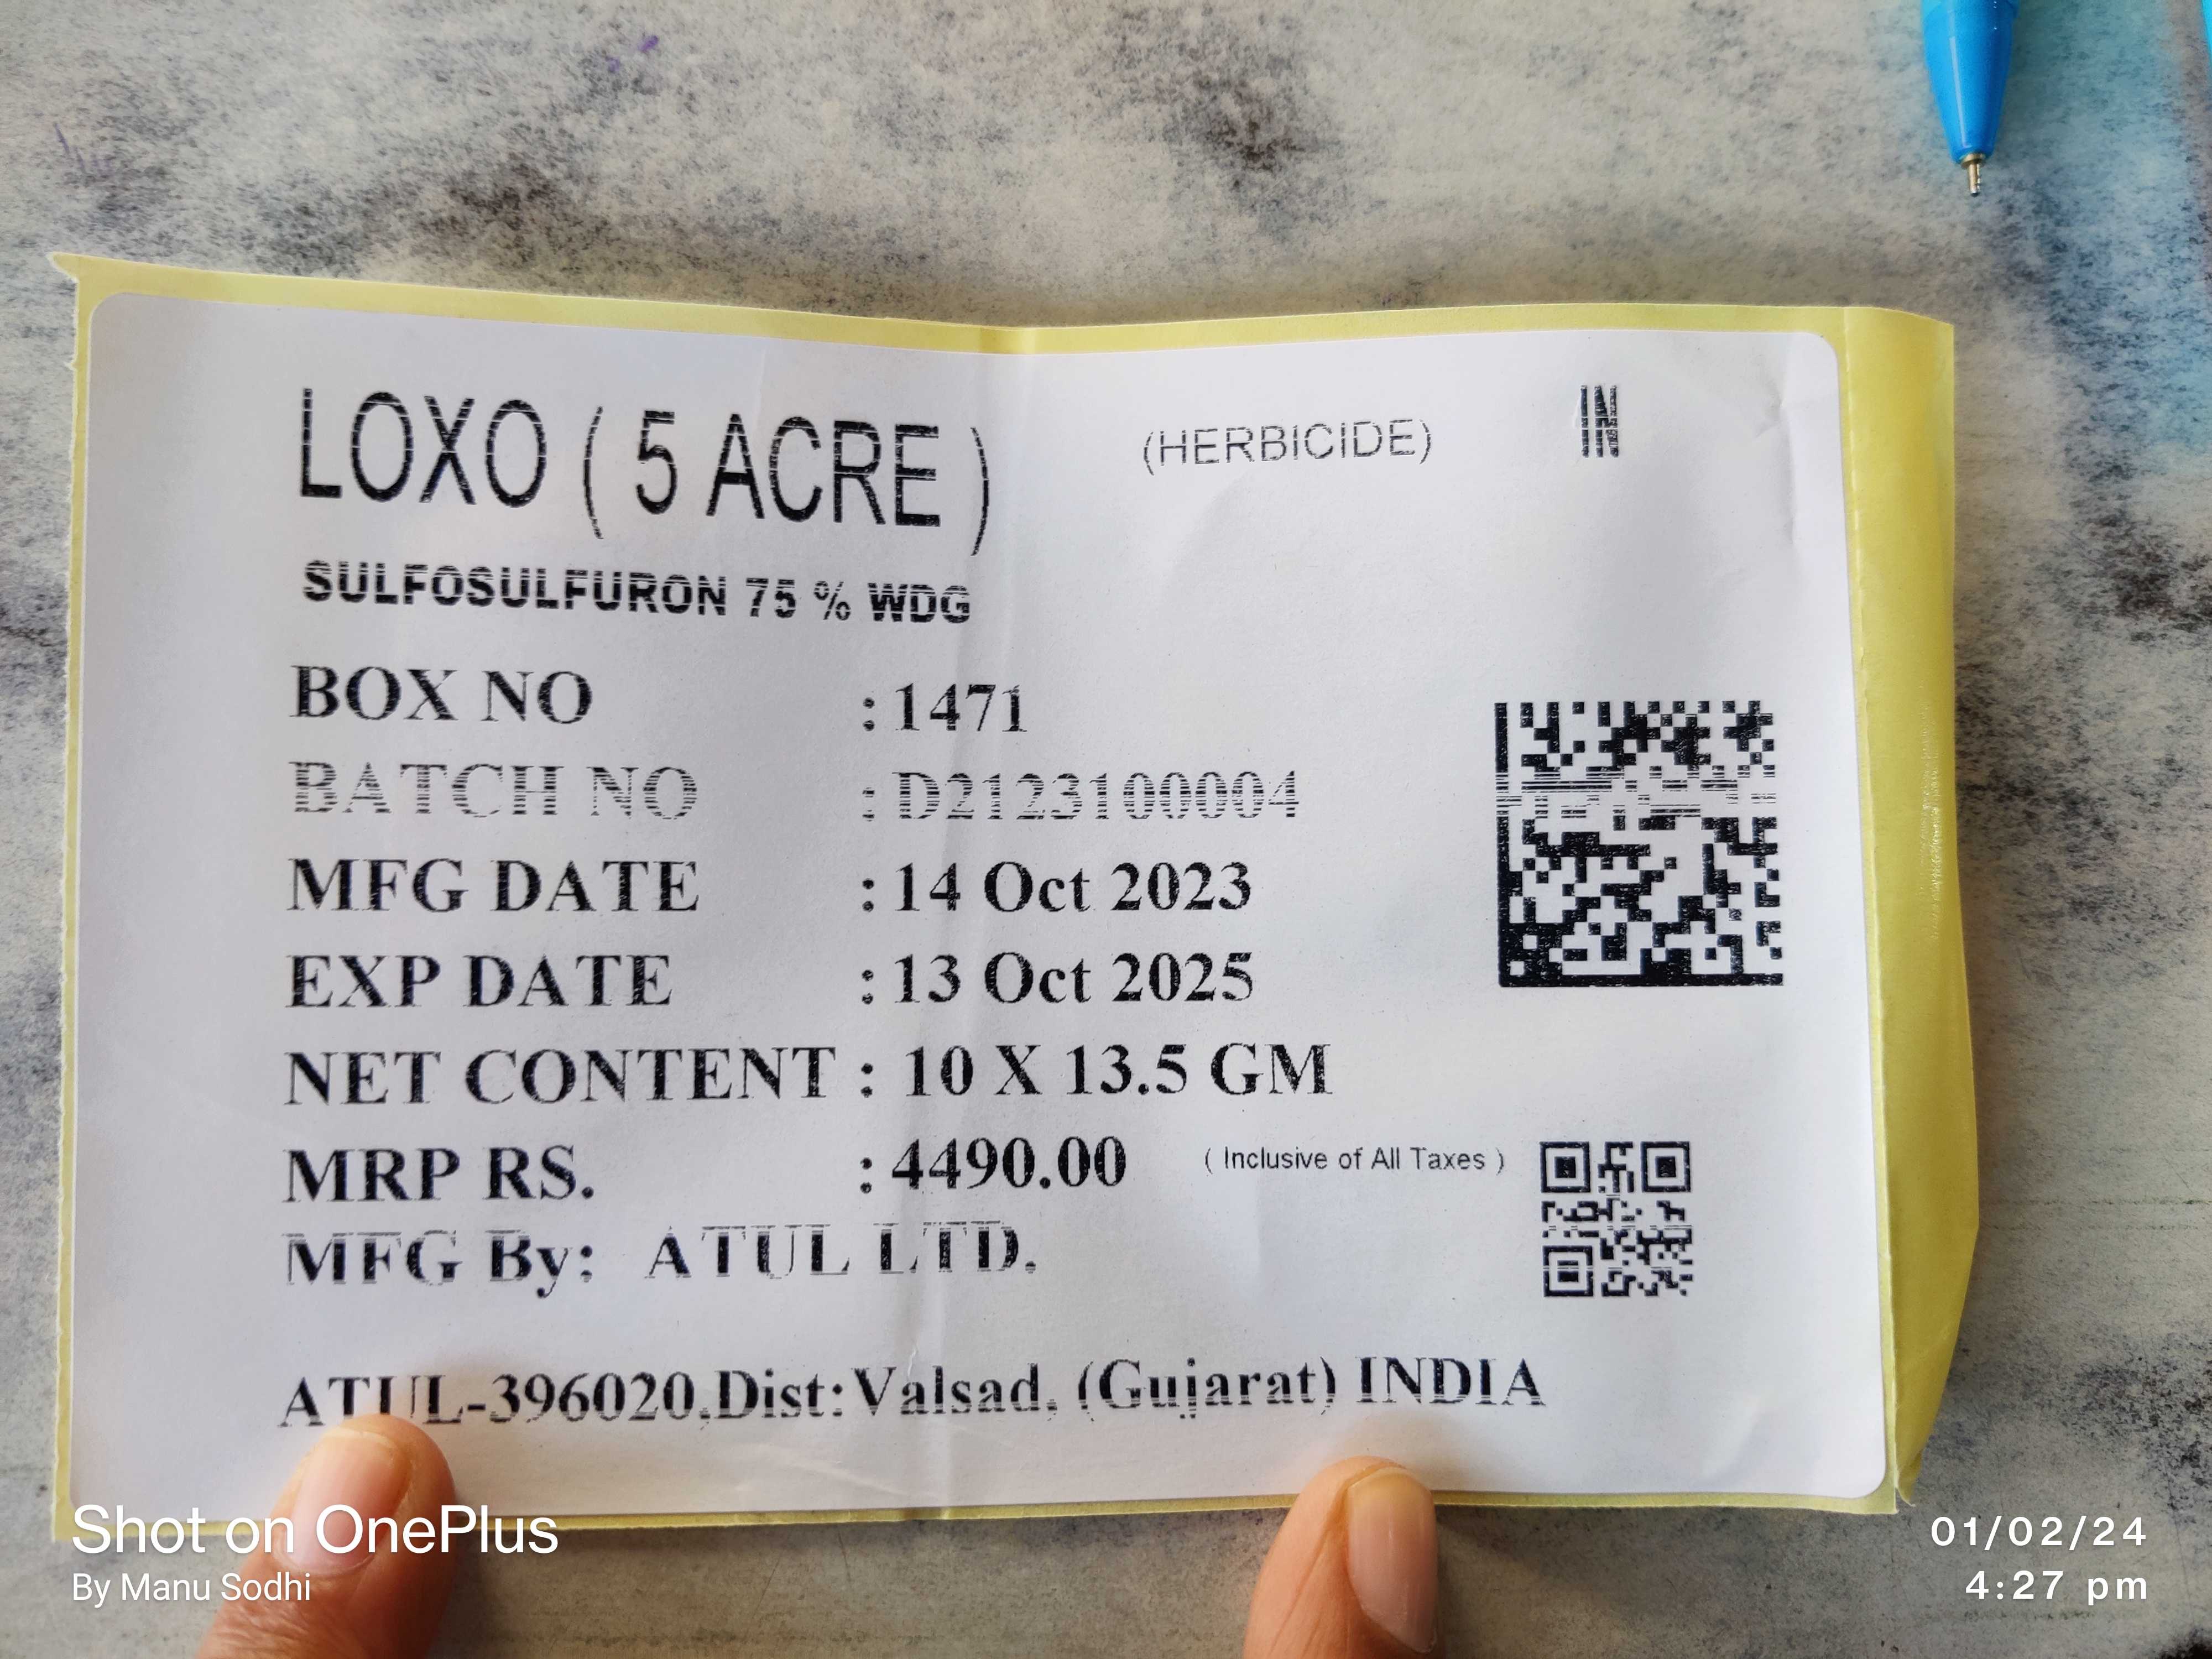 LOXO ( 5 ACRE ) (HERBICIDE) IN
SULFOSULFURON 75 % WDG
BOX NO : 1471
BATCH NO : D2123100004
MFG DATE : 14 Oct 2023
EXP DATE : 13 Oct 2025
NET CONTENT : 10 X 13.5 GM
MRP RS. : 4490.00 ( Inclusive of All Taxes )
MFG By: ATUL LTD.
ATUL-396020,Dist:Valsad, (Gujarat) INDIA
Shot on OnePlus
By Manu Sodhi
01/02/24
4:27 pm